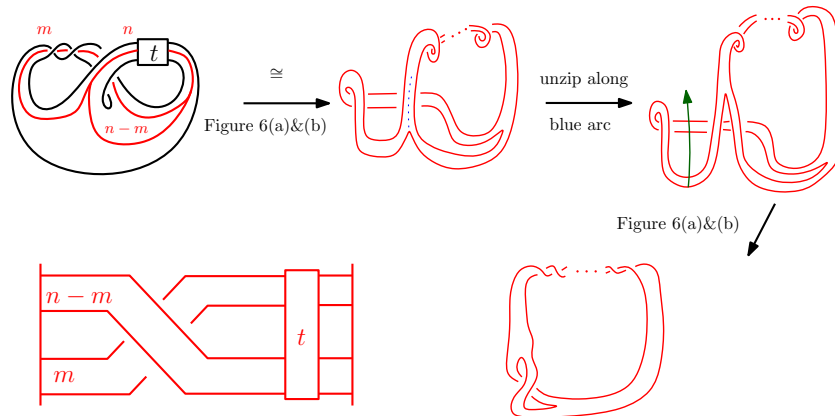 m
n
t
n − m
≅
Figure 6(a)&(b)
unzip along
blue arc
Figure 6(a)&(b)
n − m
m
t